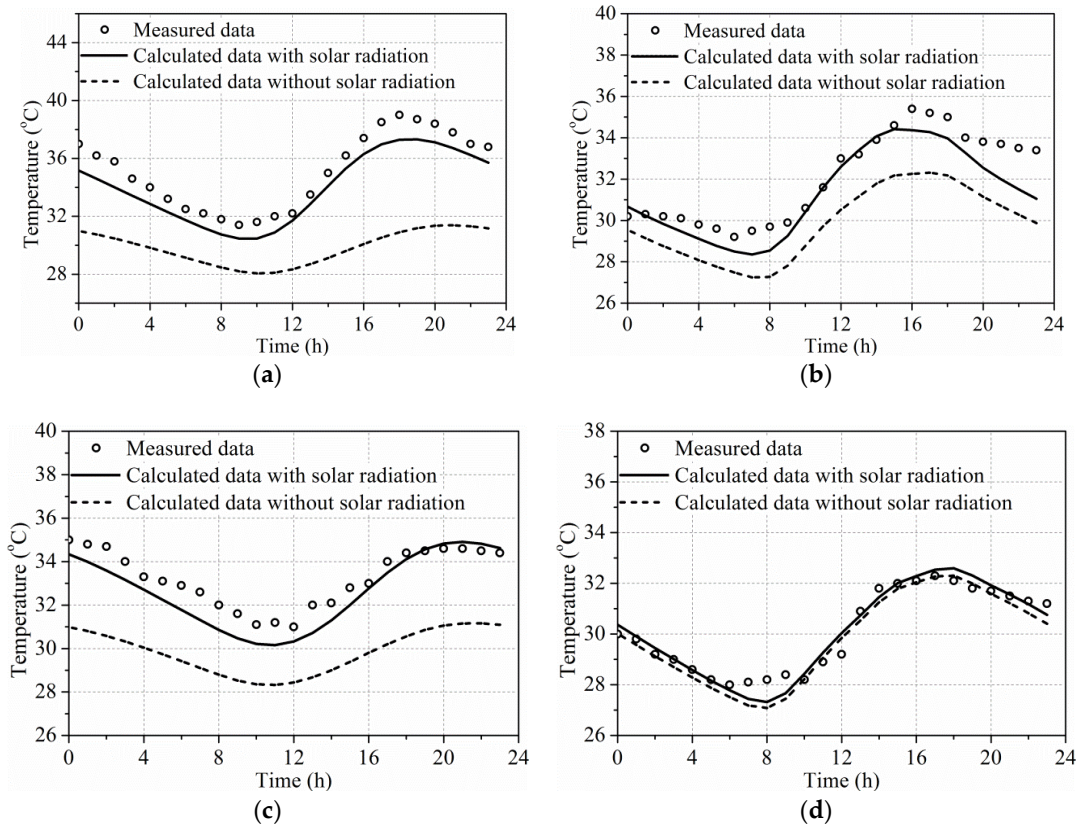 44
40
36
32
28
Temperature (°C)
Measured data
Calculated data with solar radiation
Calculated data without solar radiation
0 4 8 12 16 20 24
Time (h)
(a)
40
38
36
34
32
30
28
26
Temperature (°C)
Measured data
Calculated data with solar radiation
Calculated data without solar radiation
0 4 8 12 16 20 24
Time (h)
(b)
40
38
36
34
32
30
28
26
Temperature (°C)
Measured data
Calculated data with solar radiation
Calculated data without solar radiation
0 4 8 12 16 20 24
Time (h)
(c)
38
36
34
32
30
28
26
Temperature (°C)
Measured data
Calculated data with solar radiation
Calculated data without solar radiation
0 4 8 12 16 20 24
Time (h)
(d)